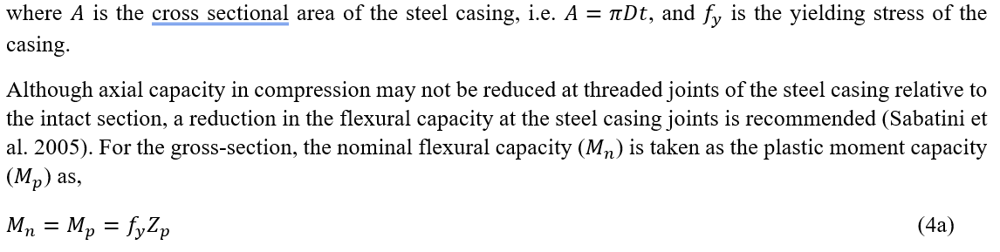 where A is the cross sectional area of the steel casing, i.e. A = πDt, and f_y is the yielding stress of the
casing.
Although axial capacity in compression may not be reduced at threaded joints of the steel casing relative to
the intact section, a reduction in the flexural capacity at the steel casing joints is recommended (Sabatini et
al. 2005). For the gross-section, the nominal flexural capacity (M_n) is taken as the plastic moment capacity
(M_p) as,
M_n = M_p = f_yZ_p (4a)